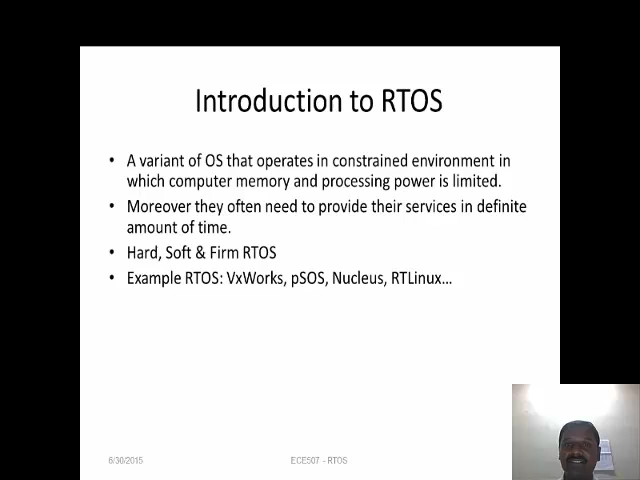 Introduction to RTOS
• A variant of OS that operates in constrained environment in
which computer memory and processing power is limited.
• Moreover they often need to provide their services in definite
amount of time.
• Hard, Soft & Firm RTOS
• Example RTOS: VxWorks, pSOS, Nucleus, RTLinux…
6/30/2015
ECE507 - RTOS